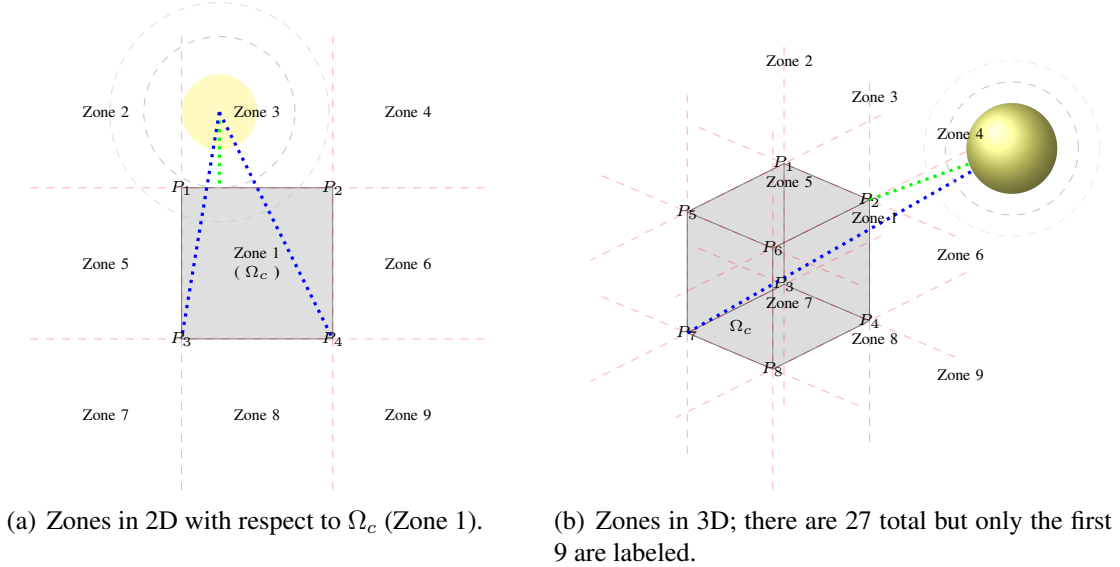 Zone 2
Zone 3
Zone 4
P1
P2
Zone 1
( Ωc )
Zone 5
Zone 6
P3
P4
Zone 7
Zone 8
Zone 9
(a) Zones in 2D with respect to Ωc (Zone 1).
Zone 2
Zone 3
Zone 4
P1
Zone 5
P2
P5
Zone 1
P6
Zone 6
P3
Zone 7
P4
Ωc
P7
Zone 8
P8
Zone 9
(b) Zones in 3D; there are 27 total but only the first
9 are labeled.